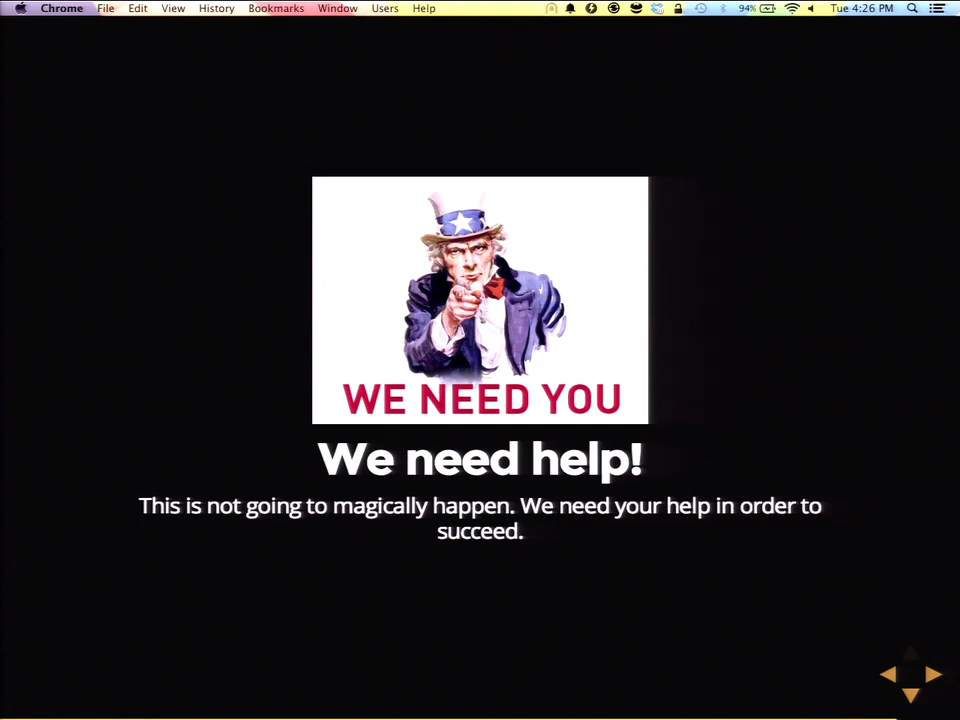 Chrome File Edit View History Bookmarks Window Users Help 94% Tue 4:26 PM
WE NEED YOU
We need help!
This is not going to magically happen. We need your help in order to
succeed.